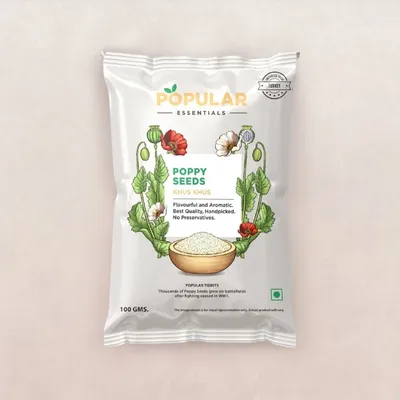 POPULAR
ESSENTIALS
TURKEY
POPPY
SEEDS
KHUS KHUS
Flavourful and Aromatic.
Best Quality, Handpicked.
No Preservatives.
POPULAR TIDBITS
Thousands of Poppy Seeds grew on battlefields
after fighting ceased in WW1.
100 GMS.